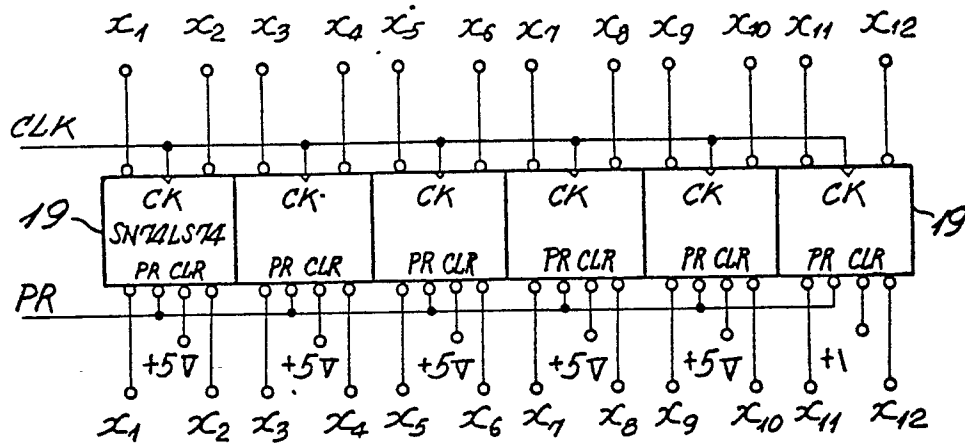 x1 x2 x3 x4 x5 x6 x7 x8 x9 x10 x11 x12
CLK
CK CK CK CK CK CK
19 SN74LS74 19
PR CLR PR CLR PR CLR PR CLR PR CLR PR CLR
PR
+5V +5V +5V +5V +5V +1
x1 x2 x3 x4 x5 x6 x7 x8 x9 x10 x11 x12